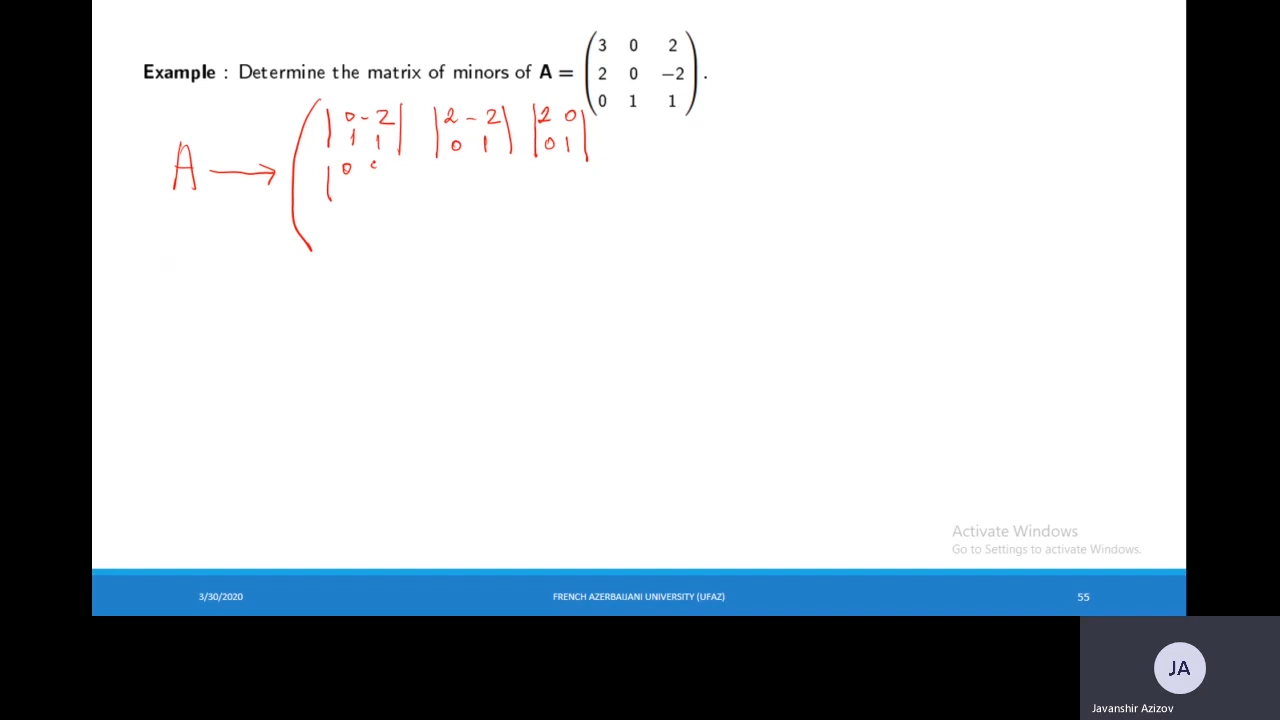 Example : Determine the matrix of minors of A = ( 3 0 2
2 0 −2
0 1 1 ) .
A → ( | 0 -2 | | 2 -2 | | 2 0 |
| 1 1 | | 0 1 | | 0 1 |
| 0
Activate Windows
Go to Settings to activate Windows.
3/30/2020 FRENCH AZERBAIJANI UNIVERSITY (UFAZ) 55
JA
Javanshir Azizov